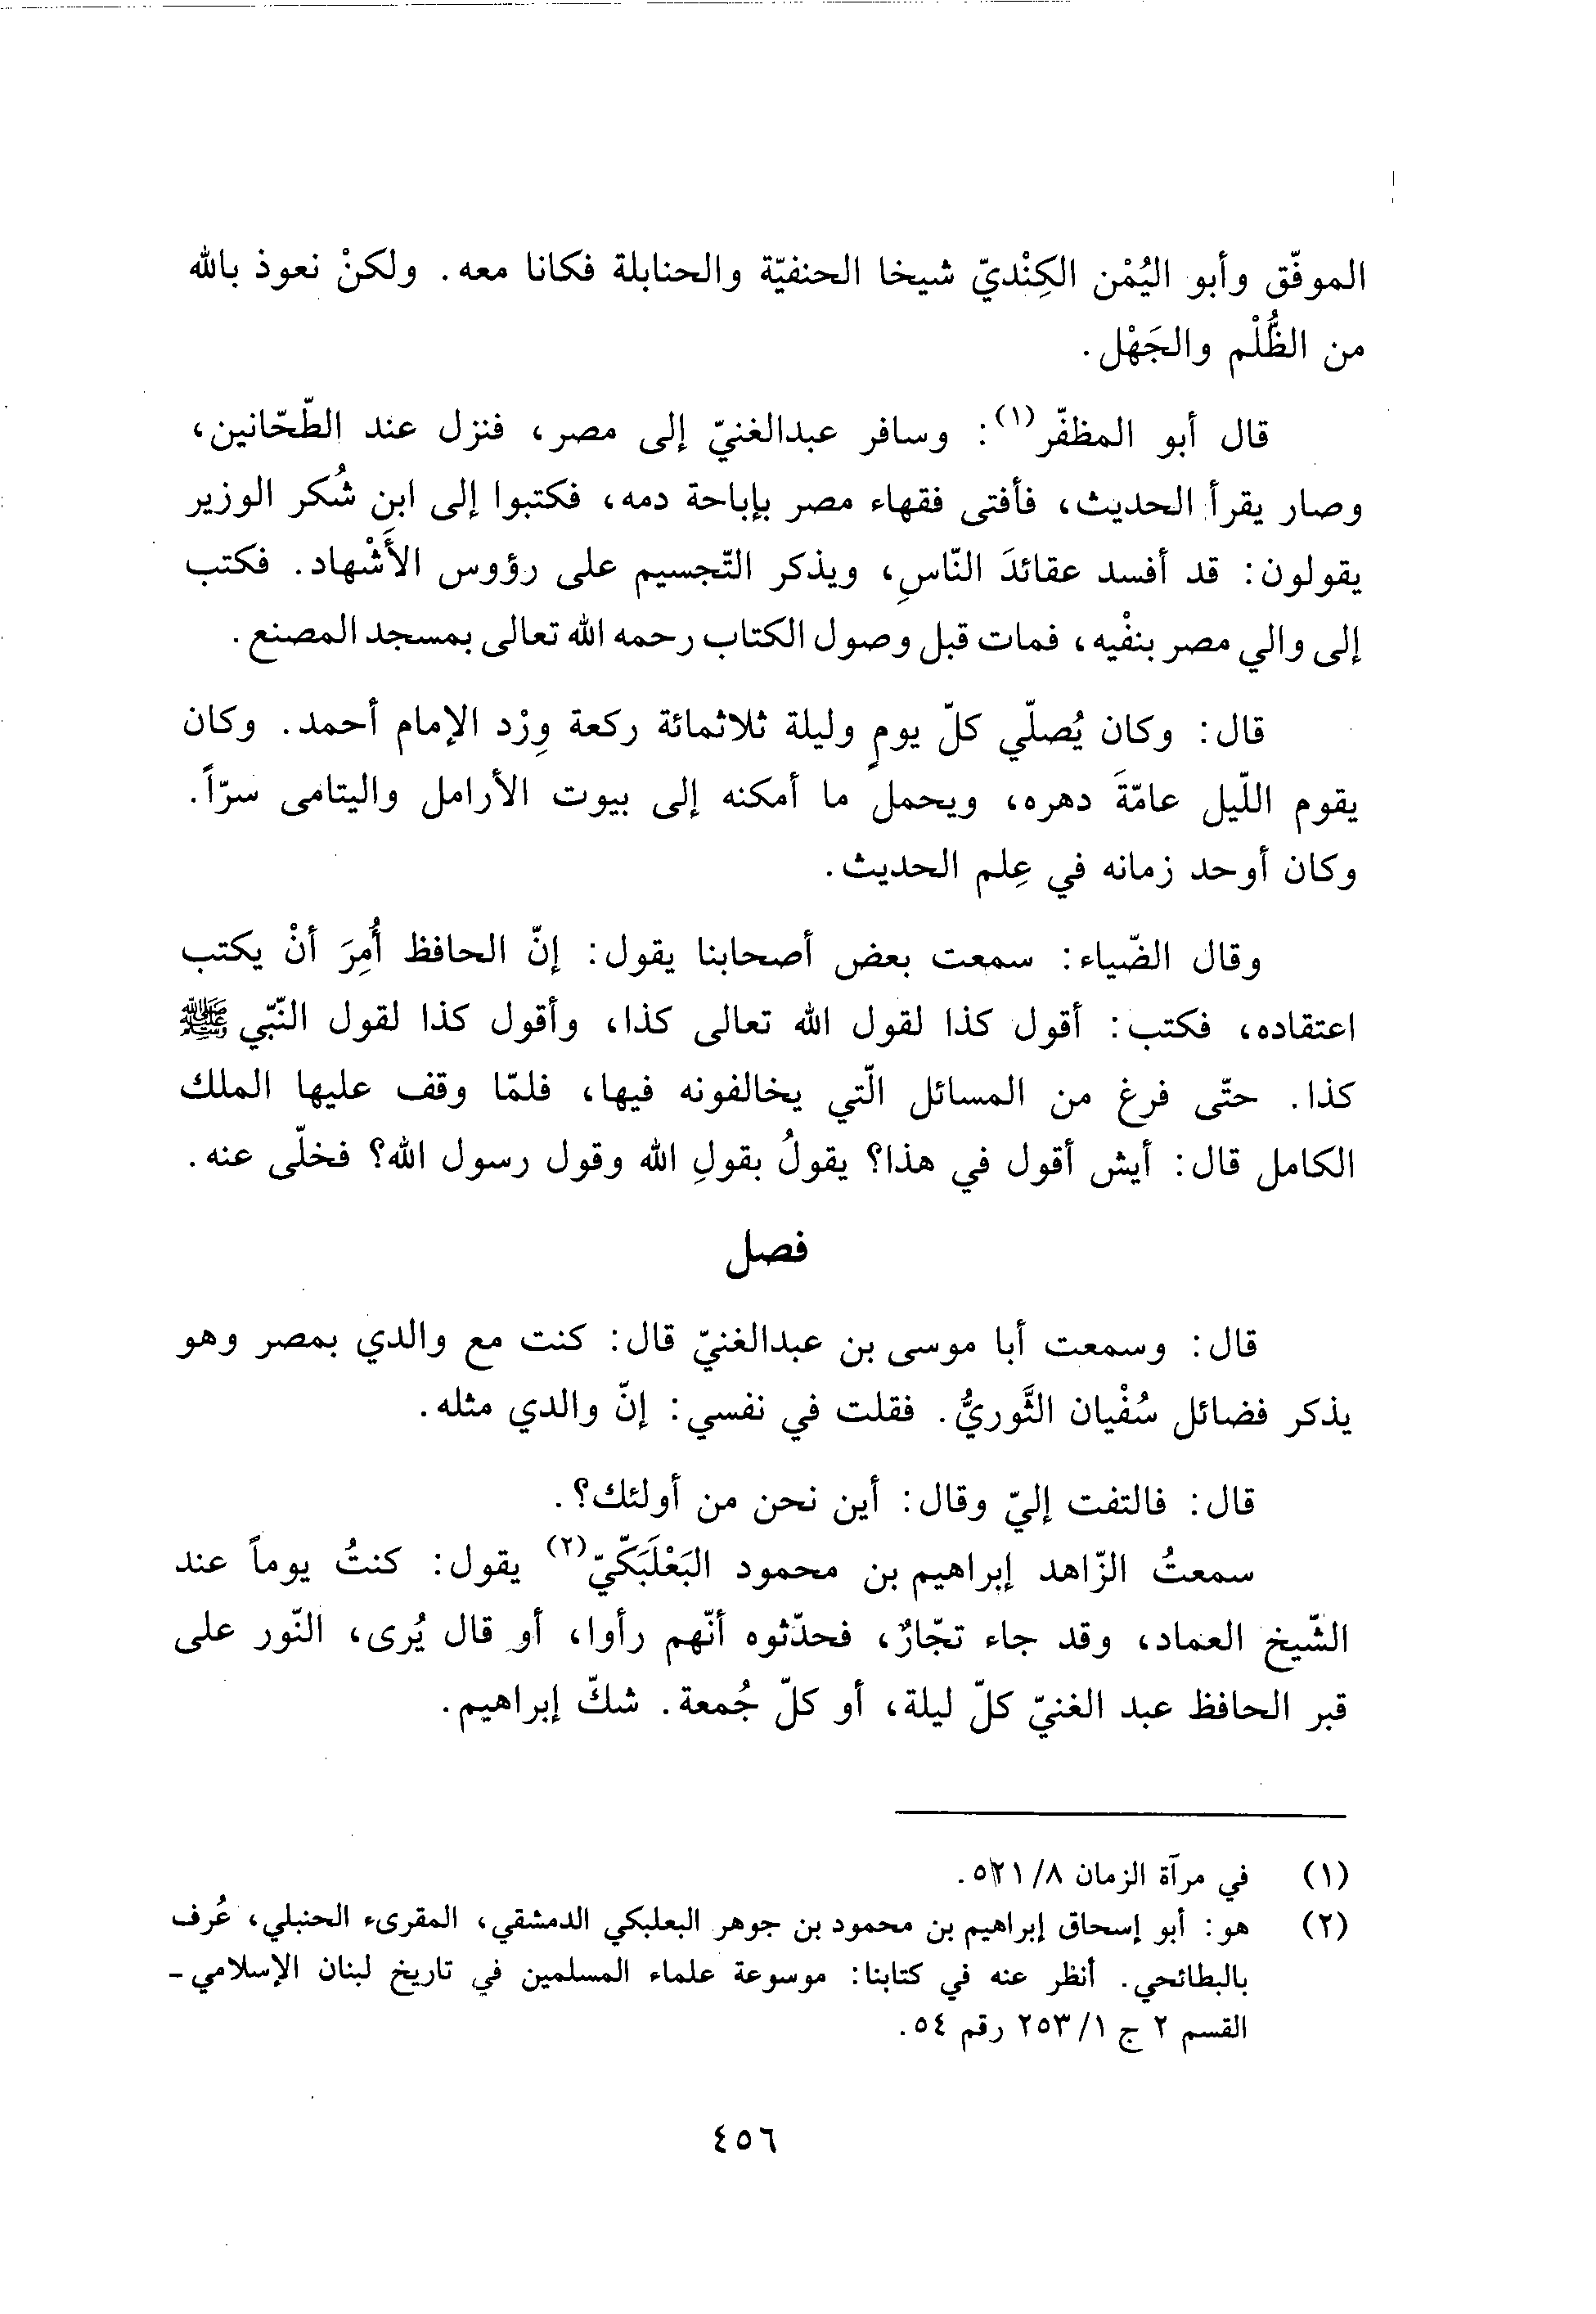 الموفّق وأبو اليُمْن الكِنْديّ شيخا الحنفيّة والحنابلة فكانا معه. ولكنْ نعوذ بالله
من الظُّلْم والجَهْل.
قال أبو المظفّر(١): وسافر عبدالغنيّ إلى مصر، فنزل عند الطّحّانين،
وصار يقرأ الحديث، فأفتى فقهاء مصر بإباحة دمه، فكتبوا إلى ابن شُكر الوزير
يقولون: قد أفسد عقائدَ النّاسِ، ويذكر التّجسيم على رؤوس الأَشْهاد. فكتب
إلى والي مصر بنفْيه، فمات قبل وصول الكتاب رحمه الله تعالى بمسجد المصنع.
قال: وكان يُصلّي كلّ يومٍ وليلة ثلاثمائة ركعة وِرْد الإمام أحمد. وكان
يقوم اللّيل عامّةَ دهره، ويحمل ما أمكنه إلى بيوت الأرامل واليتامى سرّاً.
وكان أوحد زمانه في عِلم الحديث.
وقال الضّياء: سمعت بعض أصحابنا يقول: إنّ الحافظ أُمِرَ أنْ يكتب
اعتقاده، فكتب: أقول كذا لقول الله تعالى كذا، وأقول كذا لقول النّبّي ﷺ
كذا. حتّى فرغ من المسائل الّتي يخالفونه فيها، فلمّا وقف عليها الملك
الكامل قال: أيش أقول في هذا؟ يقولُ بقولِ الله وقول رسول الله؟ فخلّى عنه.
فصل
قال: وسمعت أبا موسى بن عبدالغنيّ قال: كنت مع والدي بمصر وهو
يذكر فضائل سُفْيان الثَّوريُّ. فقلت في نفسي: إنّ والدي مثله.
قال: فالتفت إليّ وقال: أين نحن من أولئك؟.
سمعتُ الزّاهد إبراهيم بن محمود البَعْلَبَكّيّ(٢) يقول: كنتُ يوماً عند
الشّيخ العماد، وقد جاء تجّارٌ، فحدّثوه أنّهم رأوا، أو قال يُرى، النّور على
قبر الحافظ عبد الغنيّ كلّ ليلة، أو كلّ جُمعة. شكّ إبراهيم.
(١) في مرآة الزمان ٨/ ٥٢١.
(٢) هو: أبو إسحاق إبراهيم بن محمود بن جوهر البعلبكي الدمشقي، المقرىء الحنبلي، عُرف
بالبطائحي. أنظر عنه في كتابنا: موسوعة علماء المسلمين في تاريخ لبنان الإسلامي -
القسم ٢ ج ١/ ٢٥٣ رقم ٥٤.
٤٥٦